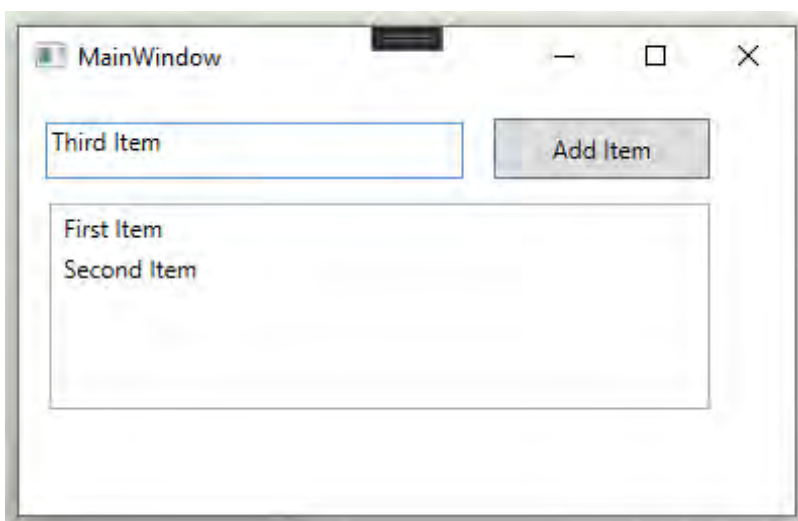 MainWindow
Third Item
Add Item
First Item
Second Item